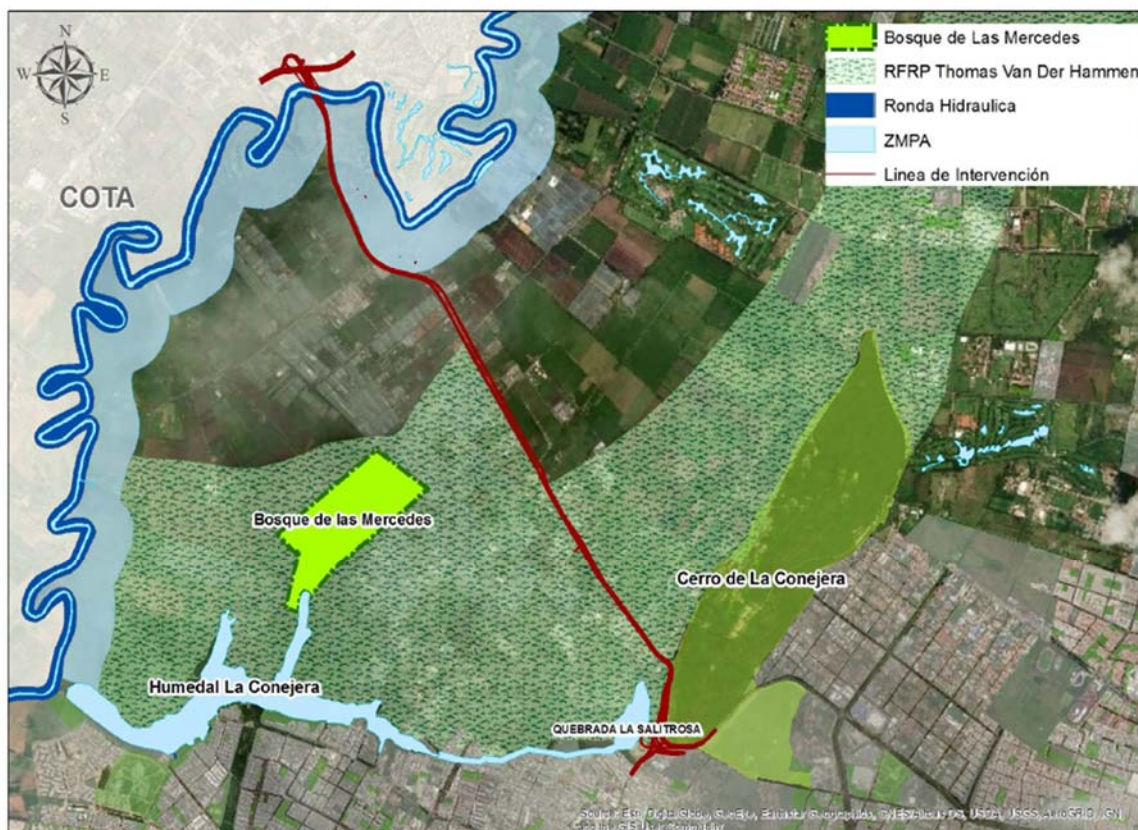 N
W
E
S
Bosque de Las Mercedes
RFRP Thomas Van Der Hammen
Ronda Hidraulica
ZMPA
Linea de Intervención
COTA
Bosque de las Mercedes
Cerro de La Conejera
Humedal La Conejera
QUEBRADA LA SALITROSA